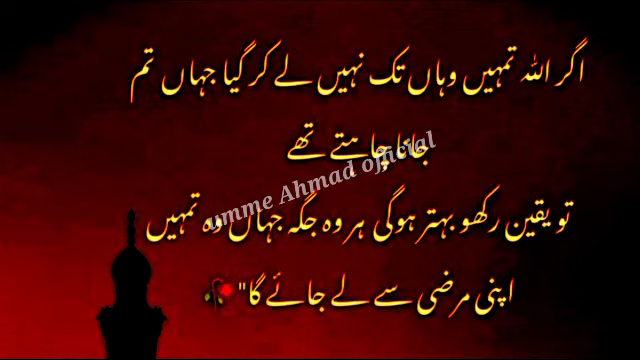 اگر اللہ تمہیں وہاں تک نہیں لے کر گیا جہاں تم
جانا چاہتے تھے
umme Ahmad official
تو یقین رکھو بہتر ہوگی ہر وہ جگہ جہاں وہ تمہیں
اپنی مرضی سے لے جائے گا"🥀